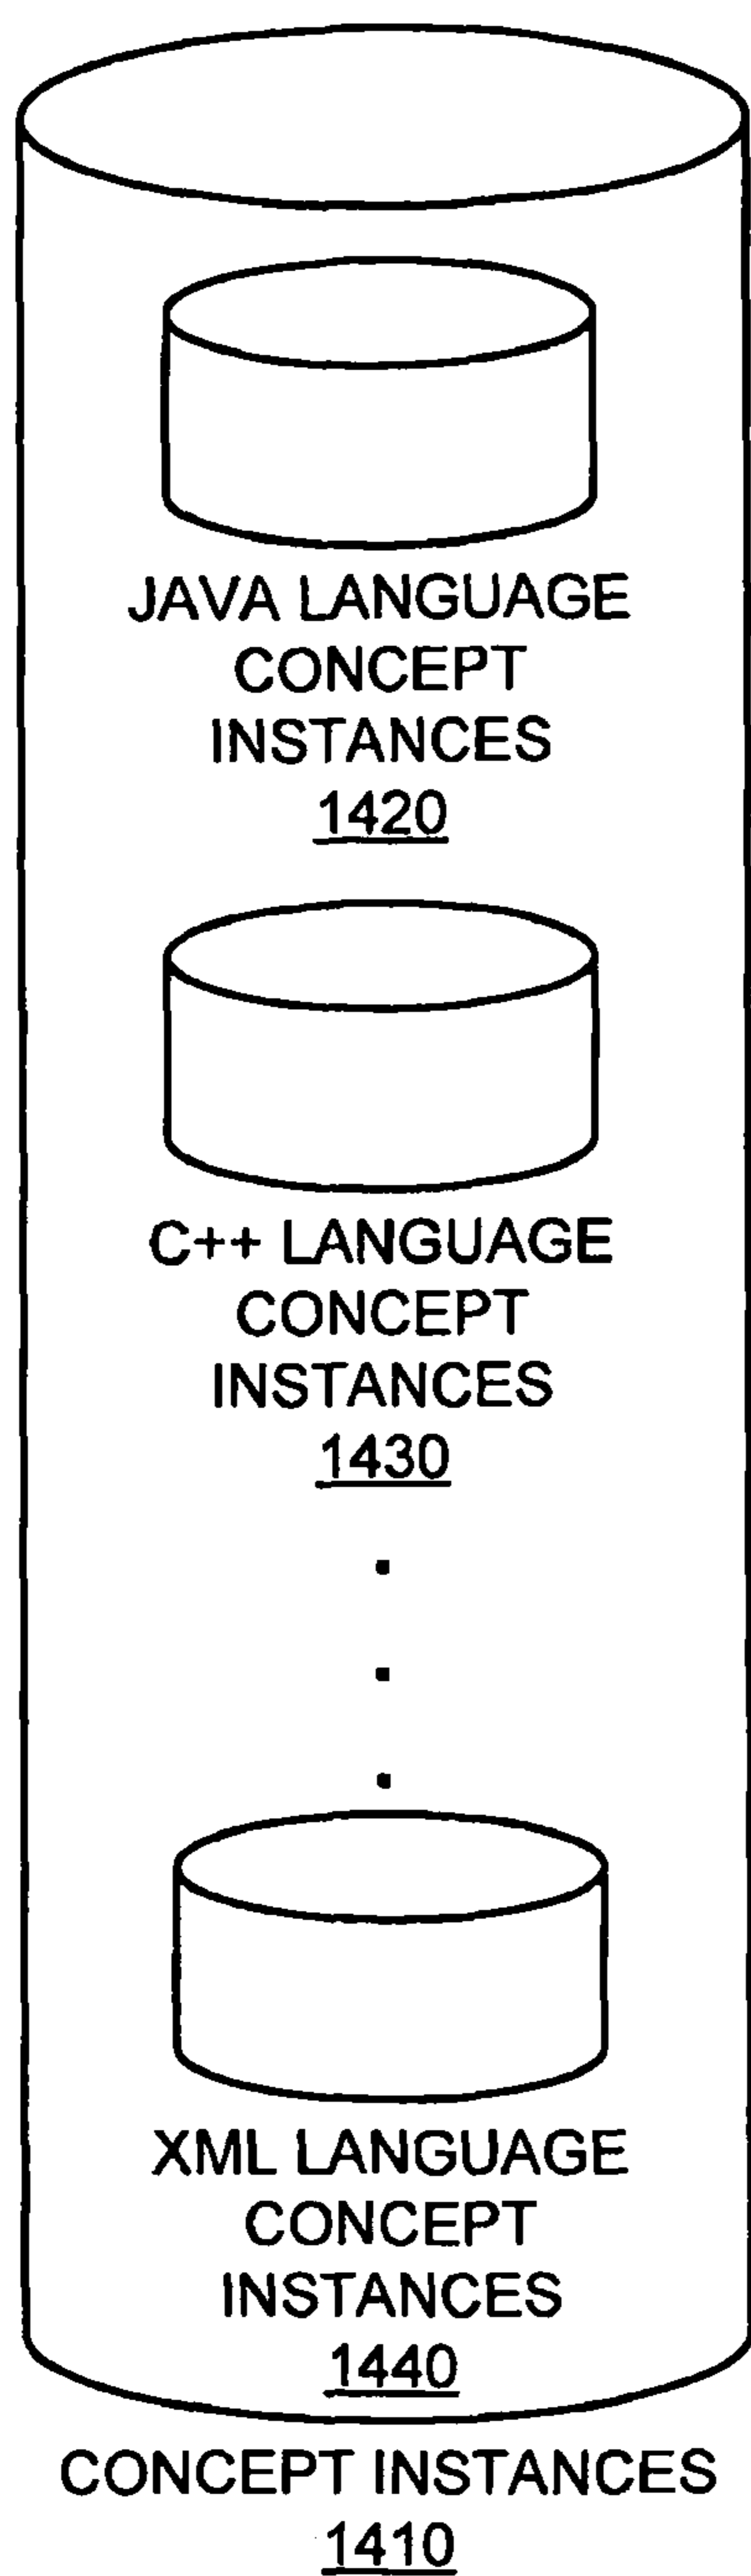 JAVA LANGUAGE
CONCEPT
INSTANCES
1420
C++ LANGUAGE
CONCEPT
INSTANCES
1430
XML LANGUAGE
CONCEPT
INSTANCES
1440
CONCEPT INSTANCES
1410